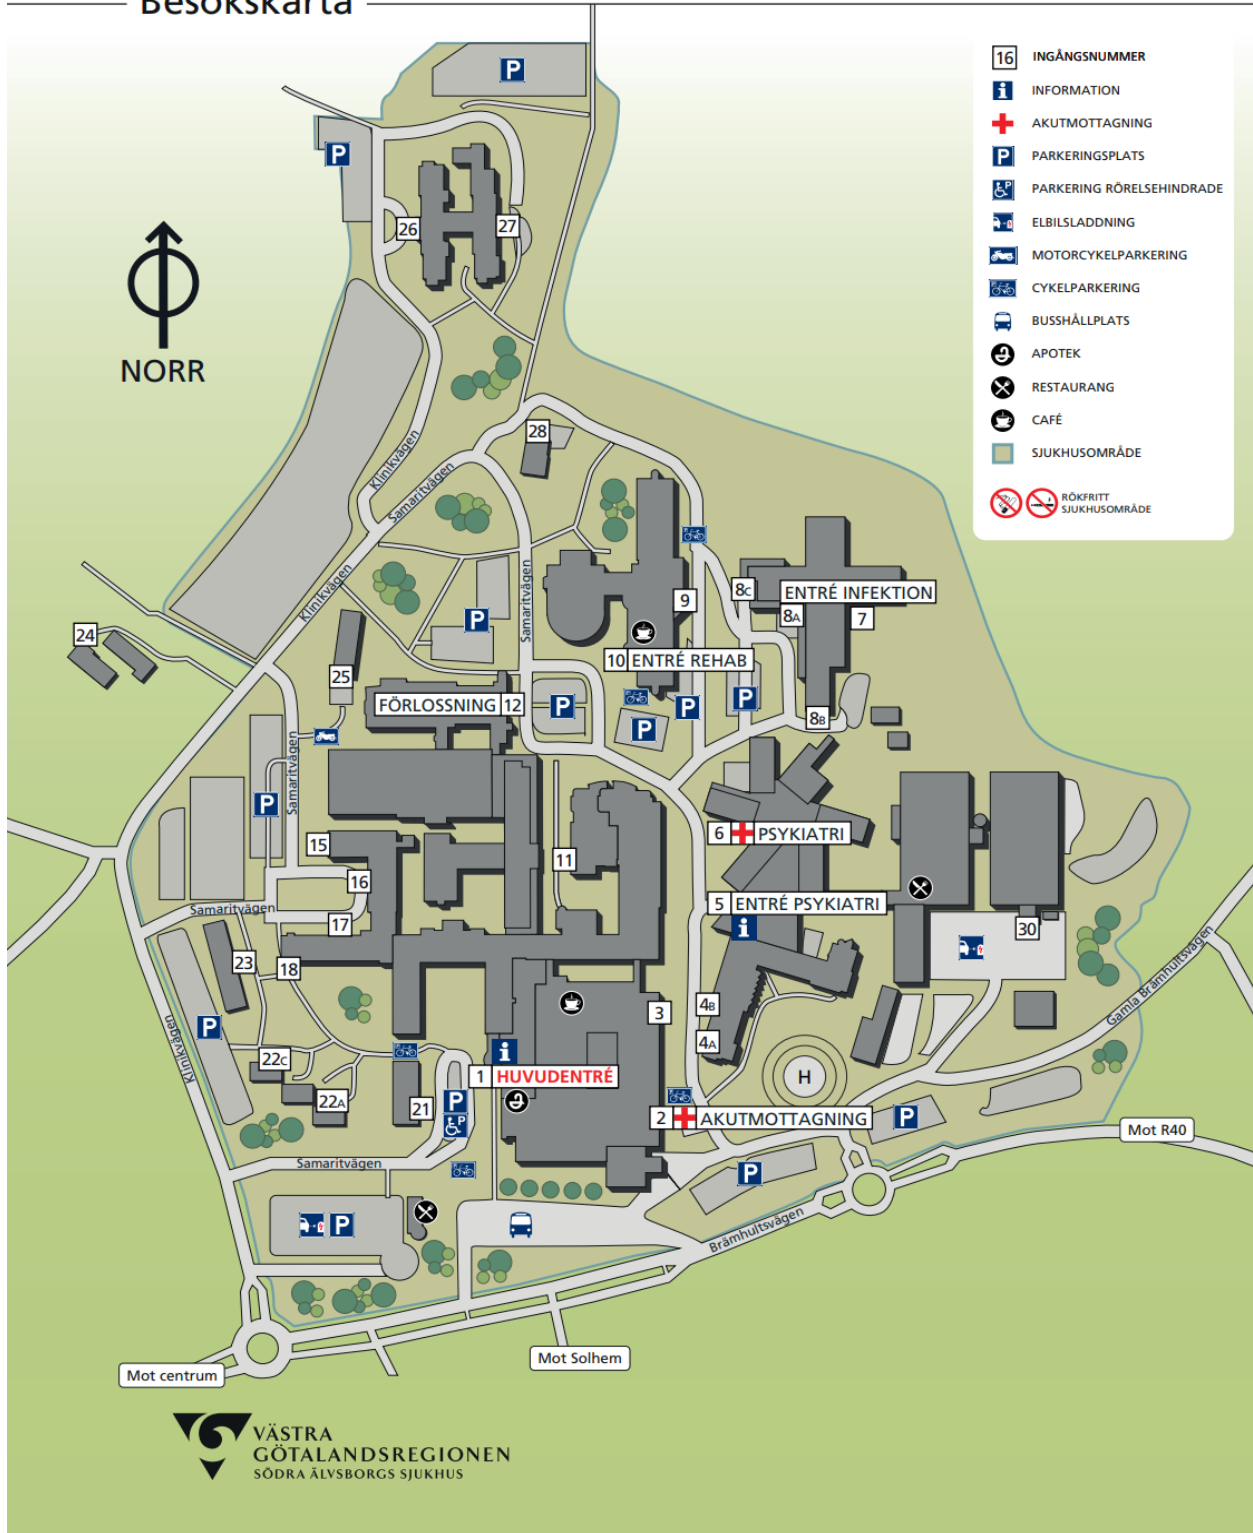 Besökskarta
16 INGÅNGSNUMMER
i INFORMATION
AKUTMOTTAGNING
P PARKERINGSPLATS
P PARKERING RÖRELSEHINDRADE
ELBILSLADDNING
MOTORCYKELPARKERING
CYKELPARKERING
BUSSHÅLLPLATS
APOTEK
RESTAURANG
CAFÉ
SJUKHUSOMRÅDE
RÖKFRITT
SJUKHUSOMRÅDE
NORR
P
P
26
27
28
Klinikvägen
Samaritvägen
Klinikvägen
Samaritvägen
8C
ENTRÉ INFEKTION
9
8A
7
P
24
10 ENTRÉ REHAB
25
FÖRLOSSNING 12
P
P
P
P
8B
Samaritvägen
P
15
11
6 PSYKIATRI
16
5 ENTRÉ PSYKIATRI
Samaritvägen
17
i
30
23
18
3
4B
4A
Gamla Brämhultsvägen
P
Klinikvägen
22C
i
1 HUVUDENTRÉ
H
22A
21
P
P
2 AKUTMOTTAGNING
P
Mot R40
Samaritvägen
P
P
Brämhultsvägen
Mot Solhem
Mot centrum
VÄSTRA
GÖTALANDSREGIONEN
SÖDRA ÄLVSBORGS SJUKHUS